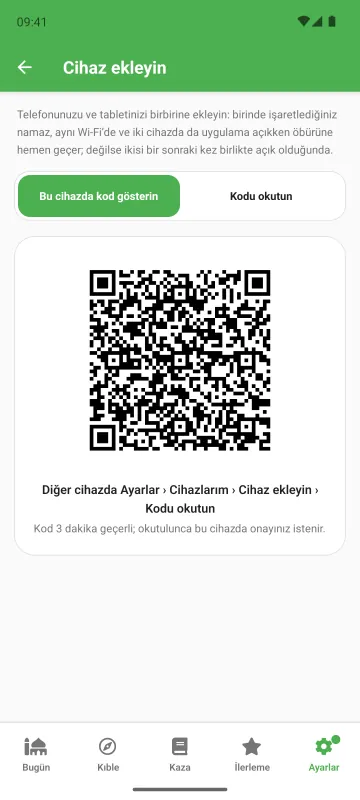 09:41
Cihaz ekleyin
Telefonunuzu ve tabletinizi birbirine ekleyin: birinde işaretlediğiniz
namaz, aynı Wi-Fi'de ve iki cihazda da uygulama açıkken öbürüne
hemen geçer; değilse ikisi bir sonraki kez birlikte açık olduğunda.
Bu cihazda kod gösterin
Kodu okutun
Diğer cihazda Ayarlar › Cihazlarım › Cihaz ekleyin ›
Kodu okutun
Kod 3 dakika geçerli; okutulunca bu cihazda onayınız istenir.
Bugün
Kıble
Kaza
İlerleme
Ayarlar